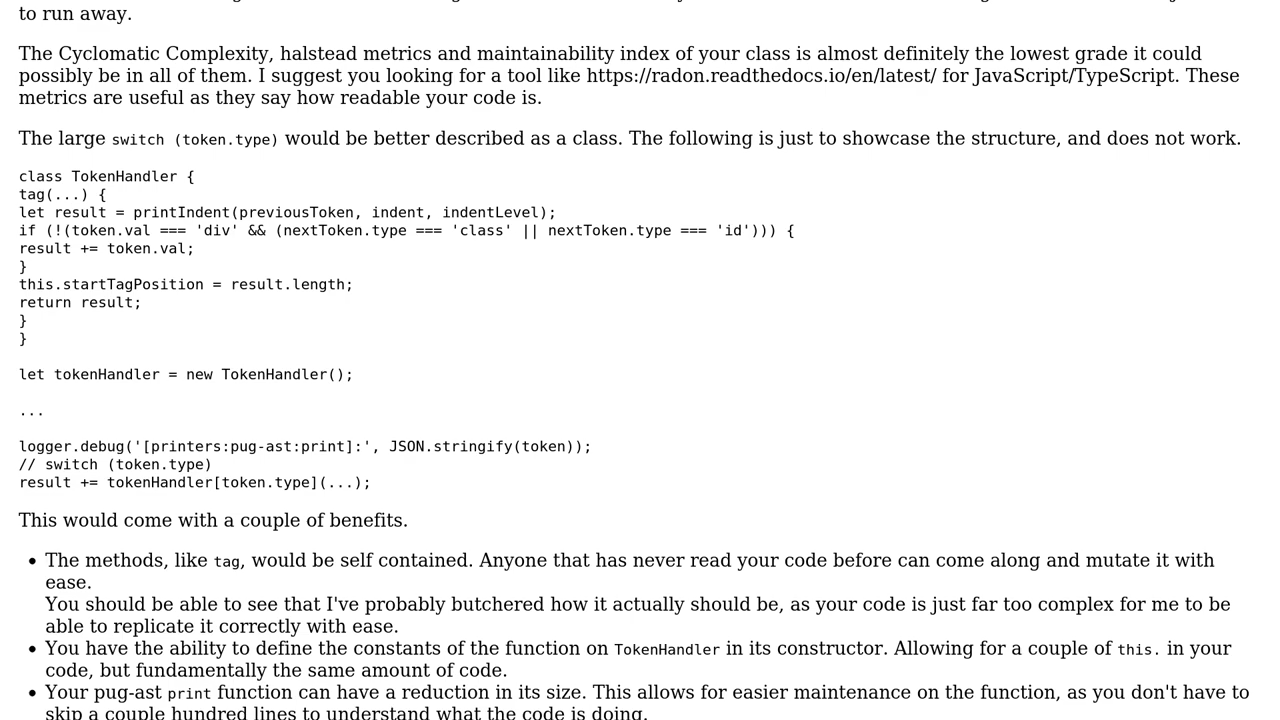 to run away.
The Cyclomatic Complexity, halstead metrics and maintainability index of your class is almost definitely the lowest grade it could
possibly be in all of them. I suggest you looking for a tool like https://radon.readthedocs.io/en/latest/ for JavaScript/TypeScript. These
metrics are useful as they say how readable your code is.
The large switch (token.type) would be better described as a class. The following is just to showcase the structure, and does not work.
class TokenHandler {
tag(...) {
let result = printIndent(previousToken, indent, indentLevel);
if (!(token.val === 'div' && (nextToken.type === 'class' || nextToken.type === 'id'))) {
result += token.val;
}
this.startTagPosition = result.length;
return result;
}
}
let tokenHandler = new TokenHandler();
...
logger.debug('[printers:pug-ast:print]:', JSON.stringify(token));
// switch (token.type)
result += tokenHandler[token.type](...);
This would come with a couple of benefits.
• The methods, like tag, would be self contained. Anyone that has never read your code before can come along and mutate it with
ease.
You should be able to see that I've probably butchered how it actually should be, as your code is just far too complex for me to be
able to replicate it correctly with ease.
• You have the ability to define the constants of the function on TokenHandler in its constructor. Allowing for a couple of this. in your
code, but fundamentally the same amount of code.
• Your pug-ast print function can have a reduction in its size. This allows for easier maintenance on the function, as you don't have to
skip a couple hundred lines to understand what the code is doing.